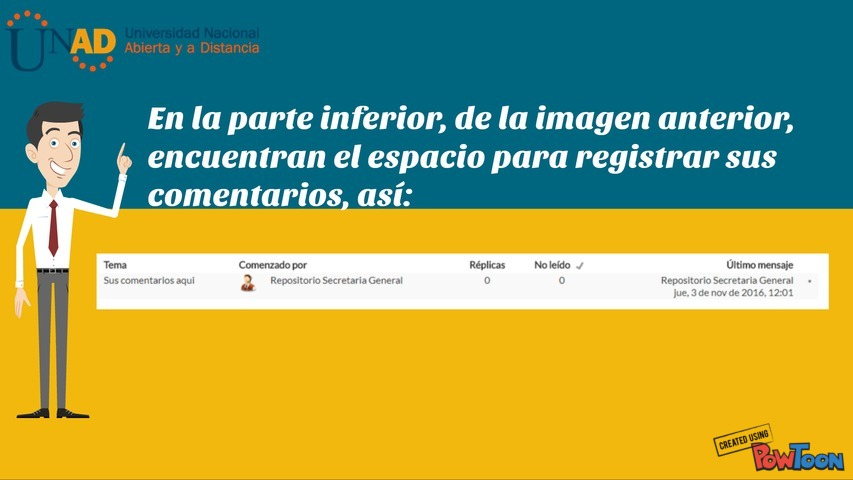 UNAD Universidad Nacional
Abierta y a Distancia
En la parte inferior, de la imagen anterior,
encuentran el espacio para registrar sus
comentarios, así:
Tema Comenzado por Réplicas No leído ✓ Último mensaje
Sus comentarios aqui Repositorio Secretaria General 0 0 Repositorio Secretaria General
jue, 3 de nov de 2016, 12:01
CREATED USING
POWTOON